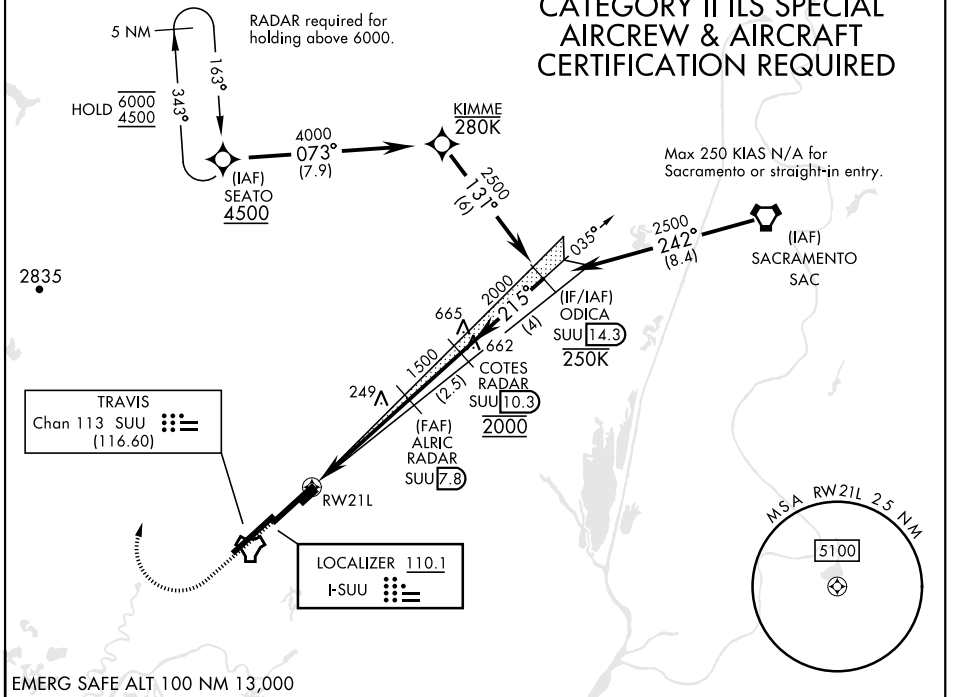 CATEGORY II ILS SPECIAL
AIRCREW & AIRCRAFT
CERTIFICATION REQUIRED
RADAR required for
holding above 6000.
5 NM
163°
343°
HOLD
6000
4500
(IAF)
SEATO
4500
4000
073°
(7.9)
KIMME
280K
2500
131°
(6)
Max 250 KIAS N/A for
Sacramento or straight-in entry.
2500
242°
(8.4)
(IAF)
SACRAMENTO
SAC
035°
2835
2000
215°
(4)
(IF/IAF)
ODICA
SUU 14.3
250K
665
662
1500
(2.5)
COTES
RADAR
SUU 10.3
2000
249
(FAF)
ALRIC
RADAR
SUU 7.8
TRAVIS
Chan 113 SUU
(116.60)
RW21L
LOCALIZER 110.1
I-SUU
MSA RW21L 25 NM
5100
EMERG SAFE ALT 100 NM 13,000